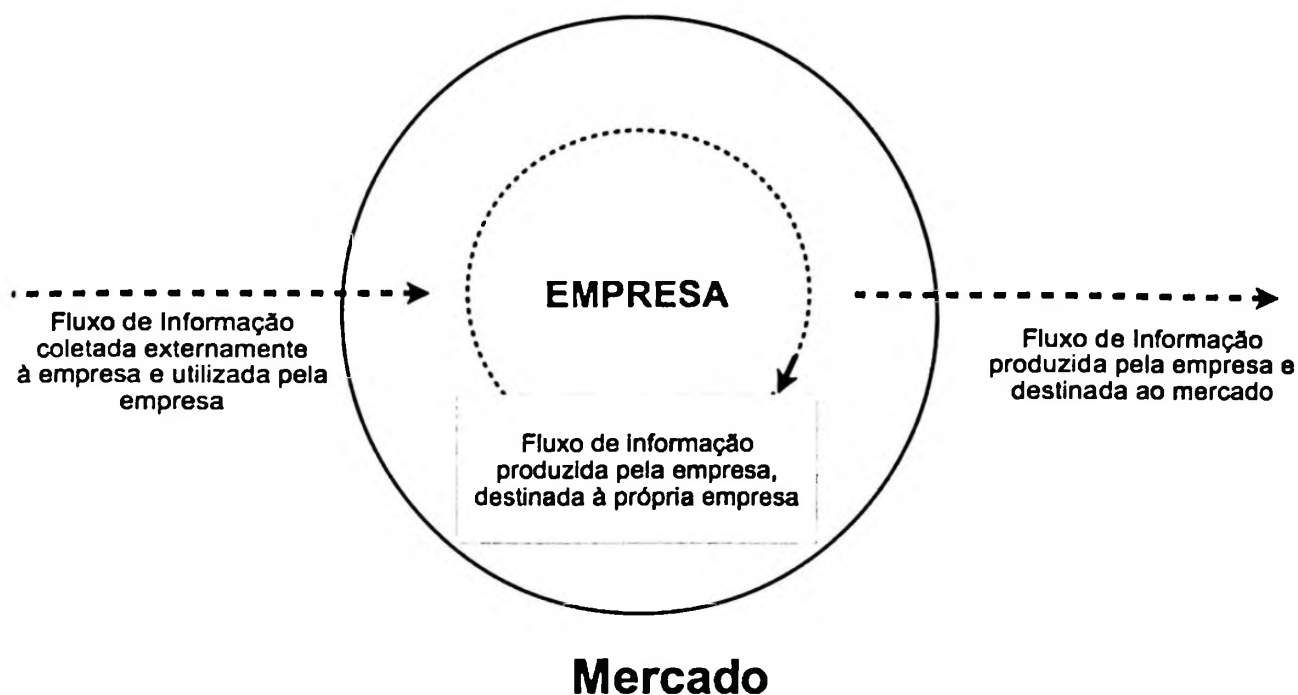 EMPRESA
Fluxo de Informação
coletada externamente
à empresa e utilizada pela
empresa
Fluxo de Informação
produzida pela empresa e
destinada ao mercado
Fluxo de Informação
produzida pela empresa,
destinada à própria empresa
Mercado